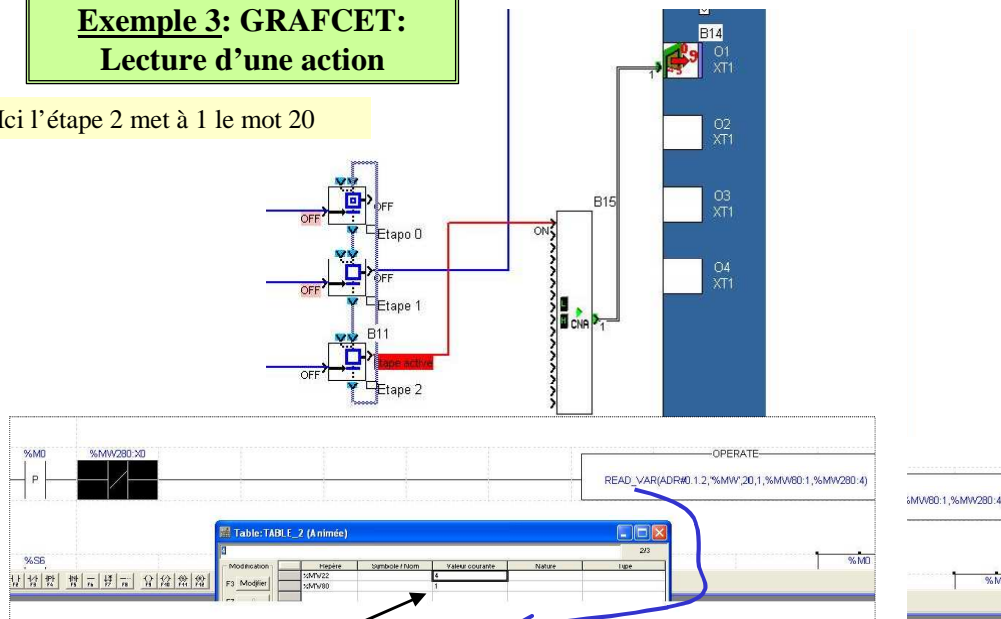 Exemple 3: GRAFCET:
Lecture d’une action
Ici l’étape 2 met à 1 le mot 20
B14
O1
XT1
1
O2
XT1
O3
XT1
O4
XT1
B15
ON
CNA
1
OFF
OFF
Etape 0
OFF
OFF
Etape 1
B11
Etape active
OFF
Etape 2
%M0
%MW280:X0
P
OPERATE
READ_VAR(ADR#0.1.2,'%MW',20,1,%MW80:1,%MW280:4)
%MW80:1,%MW280:4
Table:TABLE_2 (Animée)
4
2/3
Modification
Repère
Symbole / Nom
Valeur courante
Nature
Type
%MW22
4
F3 Modifier
%MW80
1
%S6
%M0